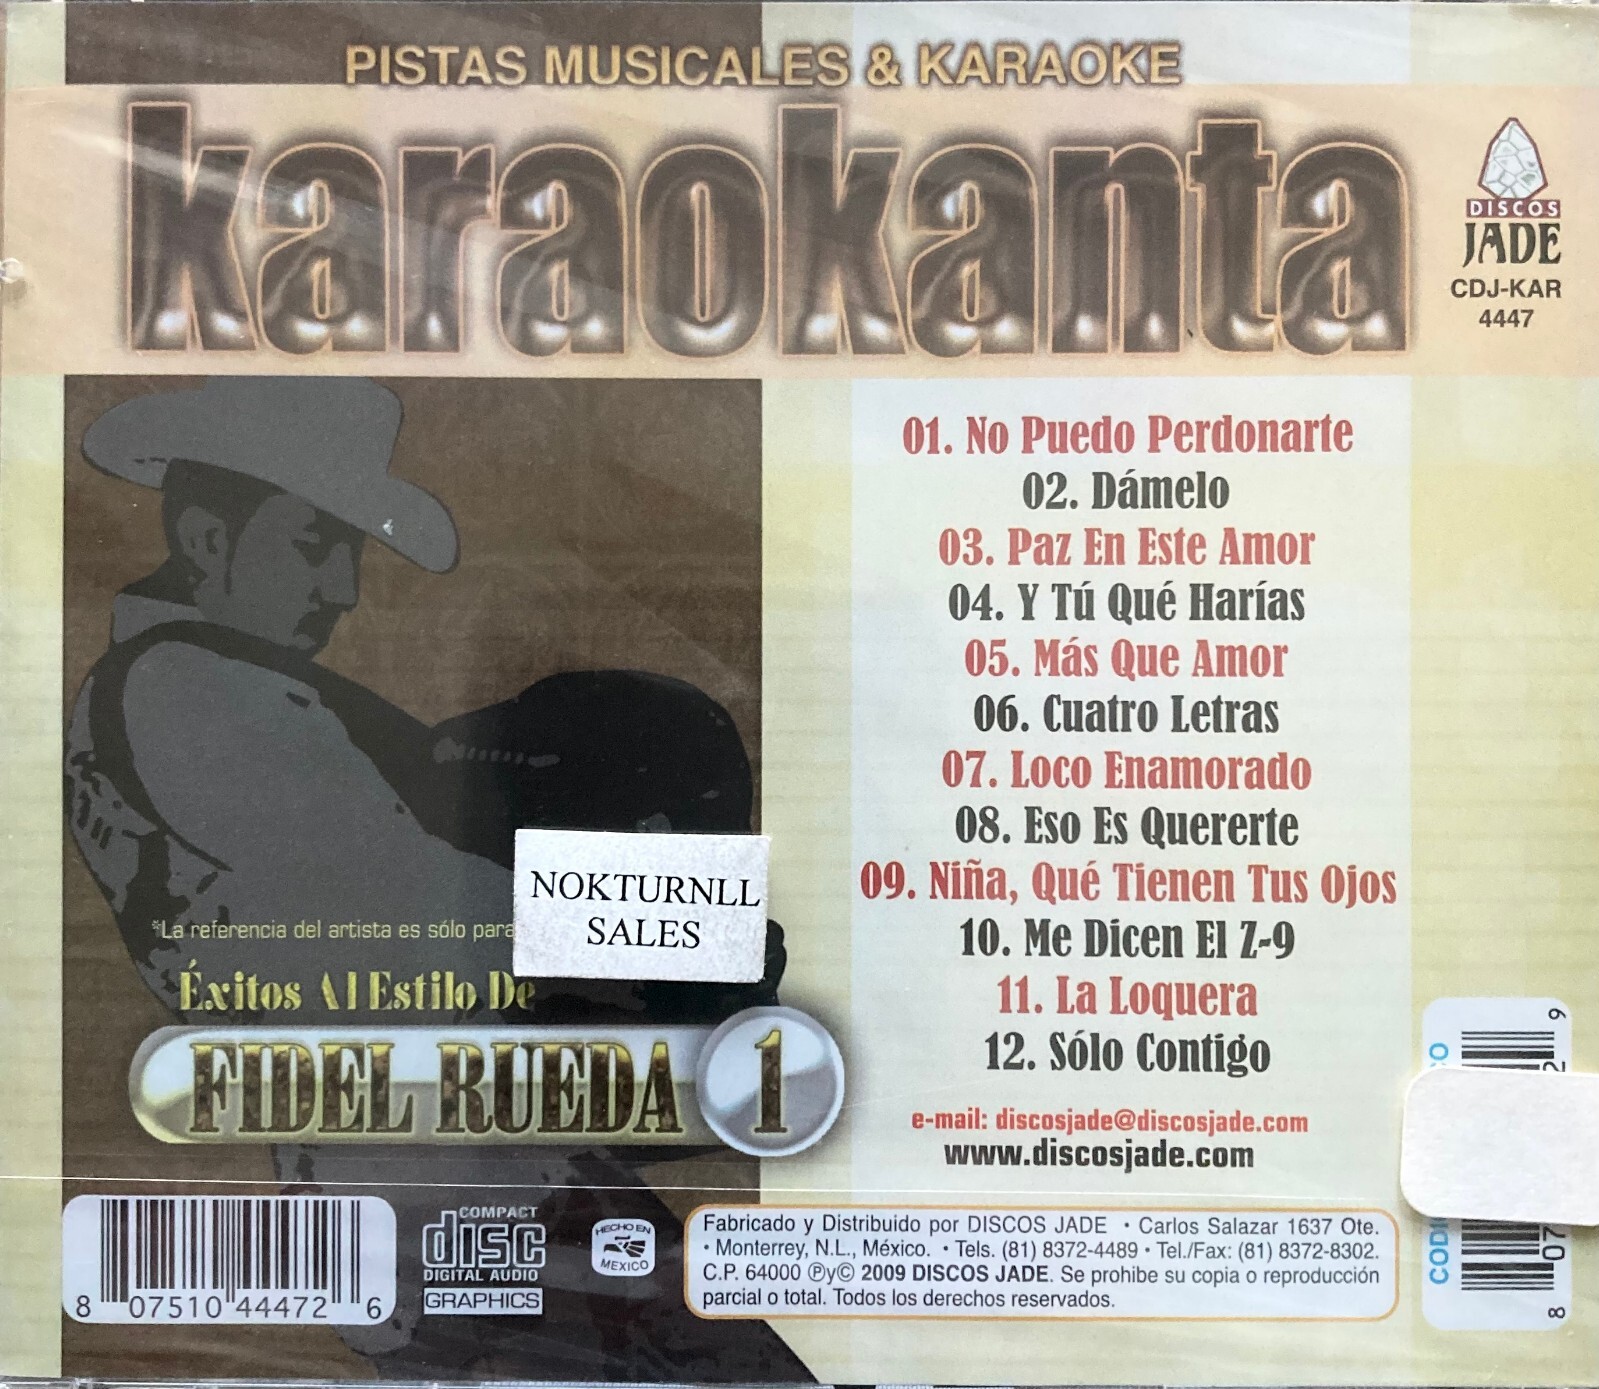 PISTAS MUSICALES & KARAOKE
karaokanta
DISCOS
JADE
CDJ-KAR
4447
01. No Puedo Perdonarte
02. Dámelo
03. Paz En Este Amor
04. Y Tú Qué Harías
05. Más Que Amor
06. Cuatro Letras
07. Loco Enamorado
08. Eso Es Quererte
09. Niña, Qué Tienen Tus Ojos
10. Me Dicen El Z-9
11. La Loquera
12. Sólo Contigo
e-mail: discosjade@discosjade.com
www.discosjade.com
NOKTURNLL
SALES
*La referencia del artista es sólo para
Éxitos Al Estilo De
FIDEL RUEDA 1
8 07510 44472 6
COMPACT
disc
DIGITAL AUDIO
GRAPHICS
HECHO EN
MEXICO
Fabricado y Distribuido por DISCOS JADE • Carlos Salazar 1637 Ote.
• Monterrey, N.L., México. • Tels. (81) 8372-4489 • Tel./Fax: (81) 8372-8302.
C.P. 64000 ℗y© 2009 DISCOS JADE. Se prohibe su copia o reproducción
parcial o total. Todos los derechos reservados.